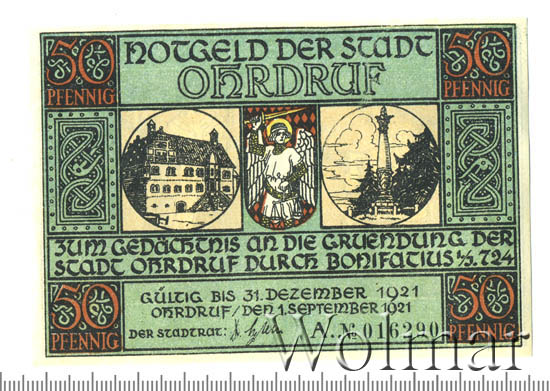 50 PFENNIG
NOTGELD DER STADT
OHRDRUF
50 PFENNIG
ZUM GEDÄCHTNIS AN DIE GRUENDUNG DER
STADT OHRDRUF DURCH BONIFATIUS i/J. 724
50 PFENNIG
GÜLTIG BIS 31. DEZEMBER 1921
OHRDRUF/DEN 1. SEPTEMBER 1921
DER STADTRAT:
A. № 016290
50 PFENNIG
Wolmar